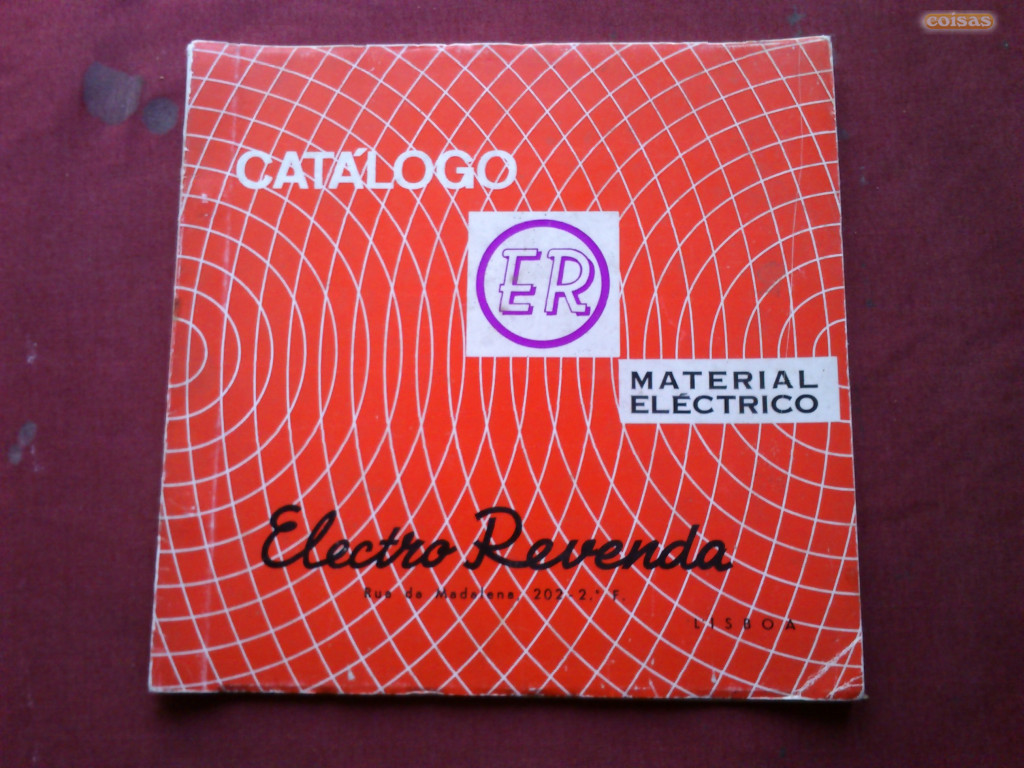 coisas
CATÁLOGO
ER
MATERIAL
ELÉCTRICO
Electro Revenda
Rua da Madalena, 202-2.º F.
LISBOA